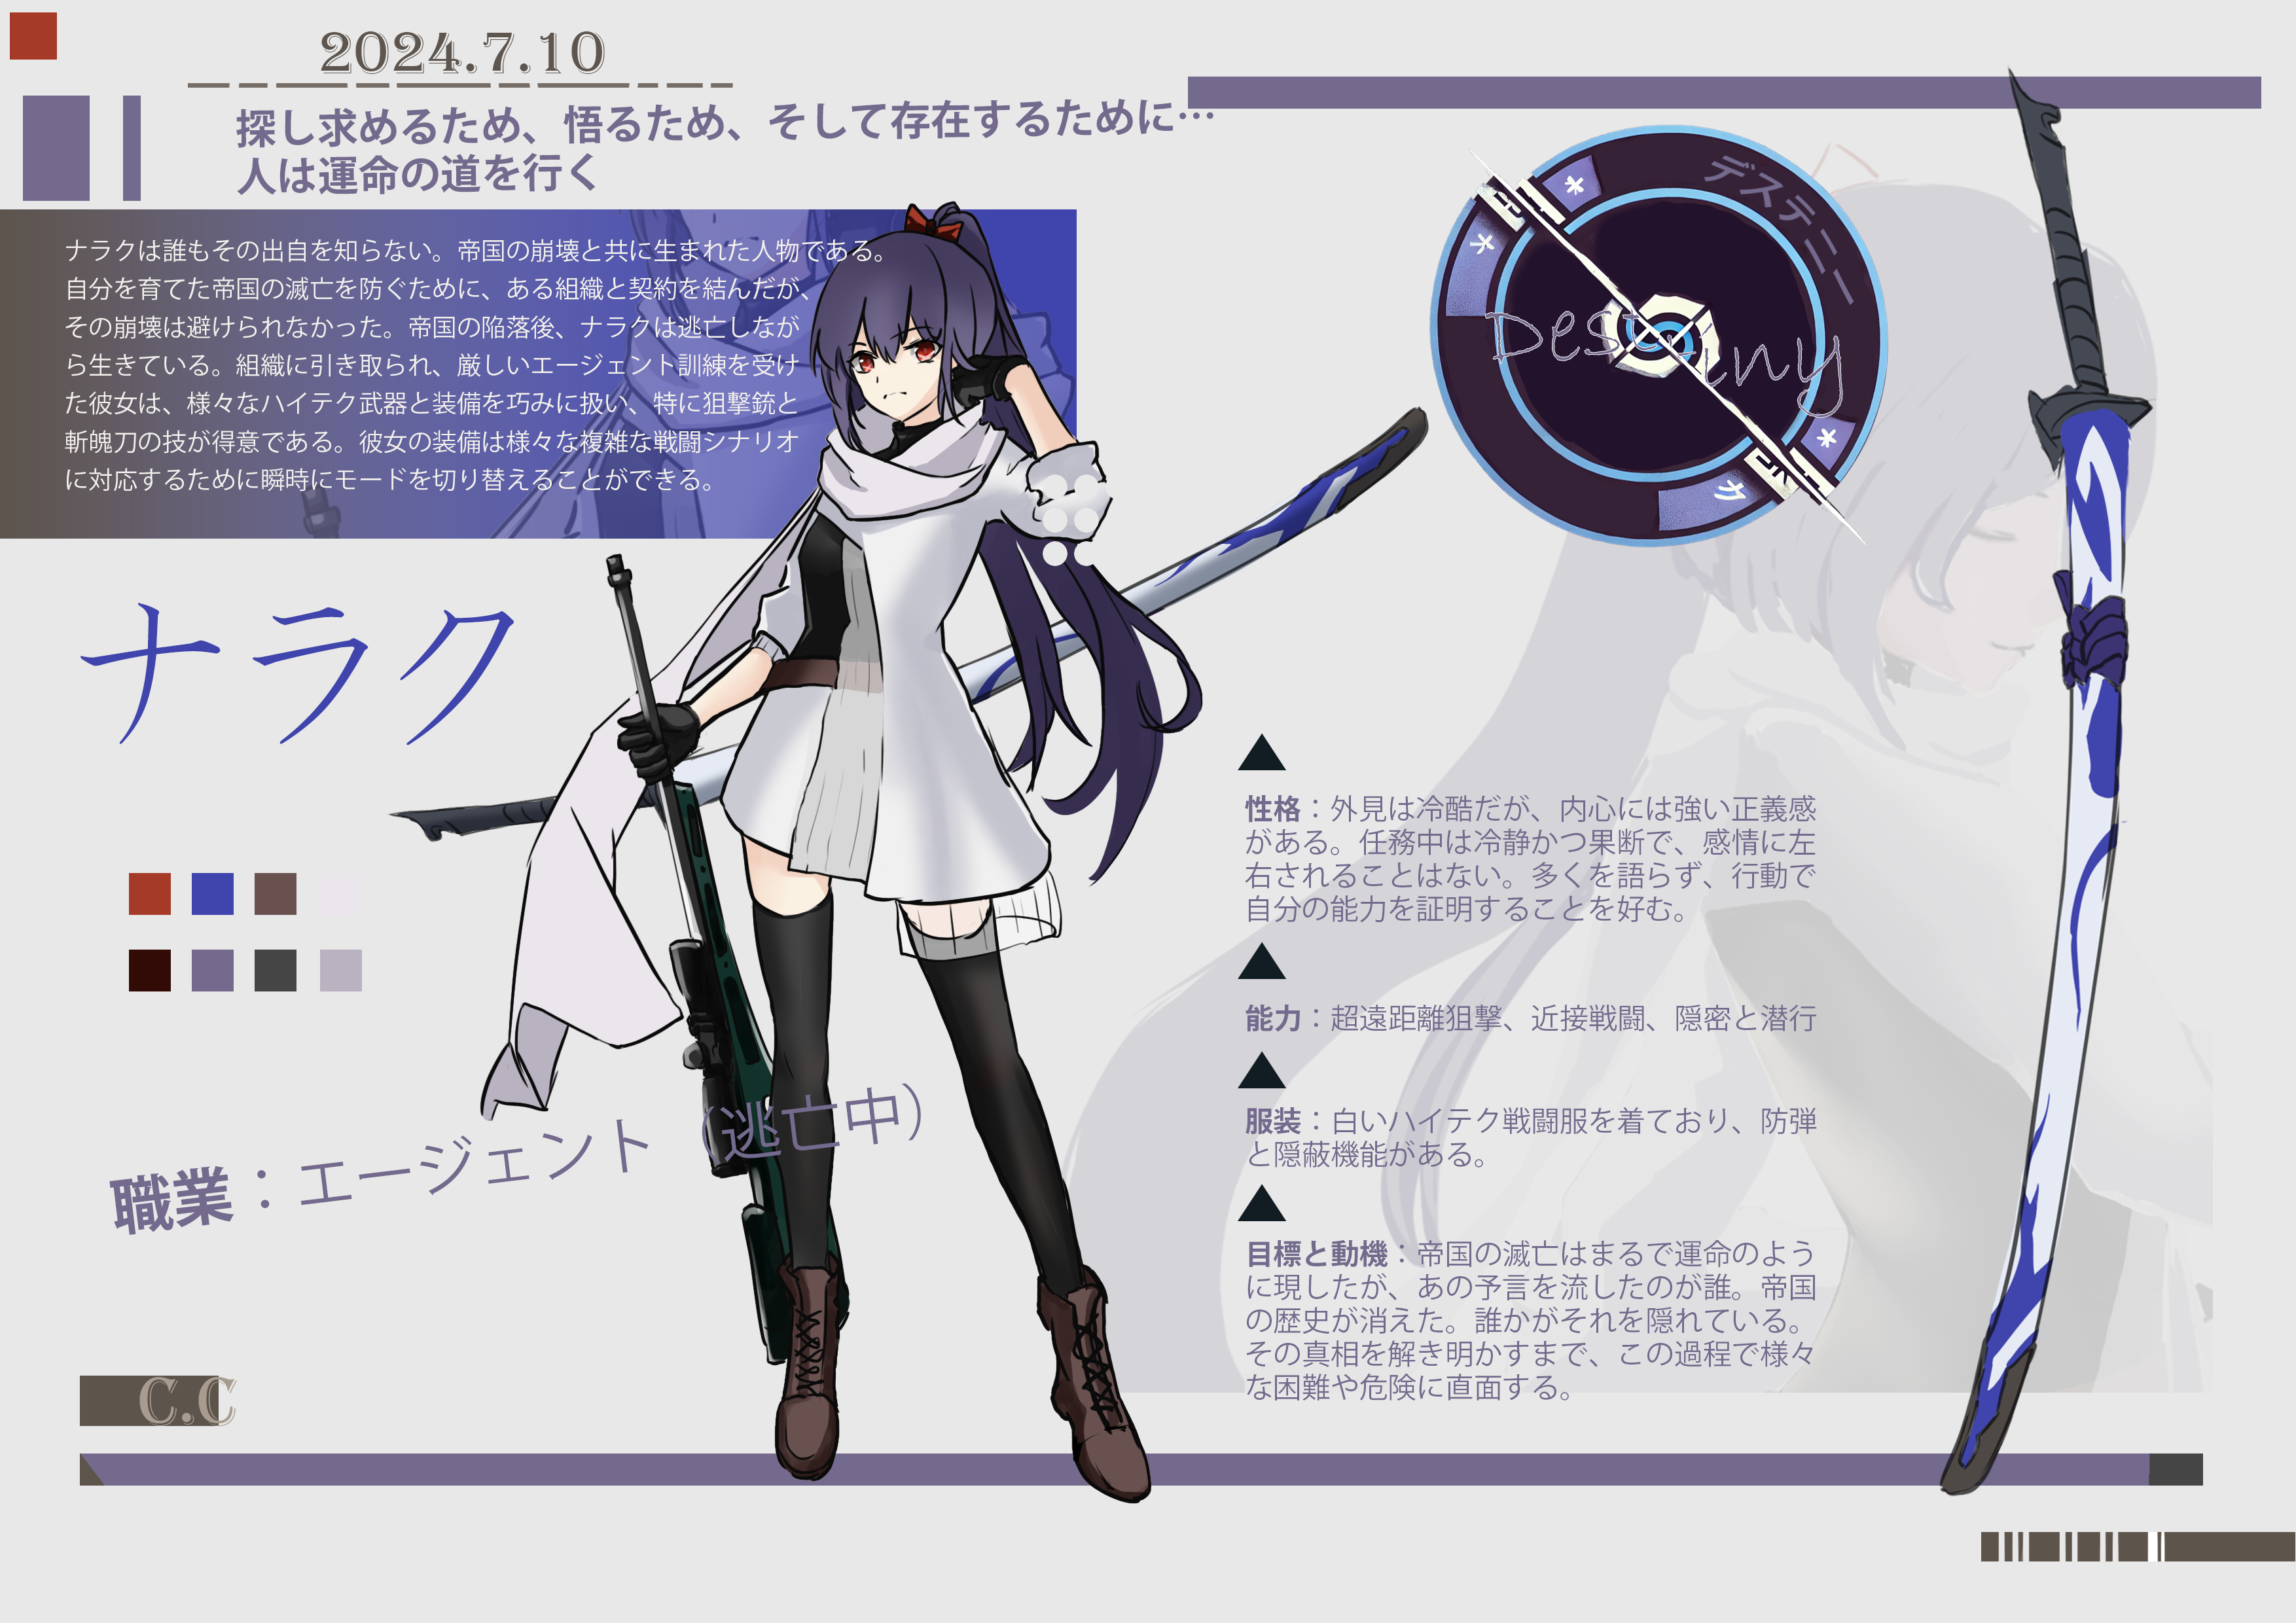 2024.7.10
探し求めるため、悟るため、そして存在するために…
人は運命の道を行く
ナラクは誰もその出自を知らない。帝国の崩壊と共に生まれた人物である。
自分を育てた帝国の滅亡を防ぐために、ある組織と契約を結んだが、
その崩壊は避けられなかった。帝国の陥落後、ナラクは逃亡しなが
ら生きている。組織に引き取られ、厳しいエージェント訓練を受け
た彼女は、様々なハイテク武器と装備を巧みに扱い、特に狙撃銃と
斬魄刀の技が得意である。彼女の装備は様々な複雑な戦闘シナリオ
に対応するために瞬時にモードを切り替えることができる。
デスティニー
Destiny
ナラク
性格：外見は冷酷だが、内心には強い正義感
がある。任務中は冷静かつ果断で、感情に左
右されることはない。多くを語らず、行動で
自分の能力を証明することを好む。
能力：超遠距離狙撃、近接戦闘、隠密と潜行
服装：白いハイテク戦闘服を着ており、防弾
と隠蔽機能がある。
目標と動機：帝国の滅亡はまるで運命のよう
に現したが、あの予言を流したのが誰。帝国
の歴史が消えた。誰かがそれを隠れている。
その真相を解き明かすまで、この過程で様々
な困難や危険に直面する。
職業：エージェント（逃亡中）
C.C